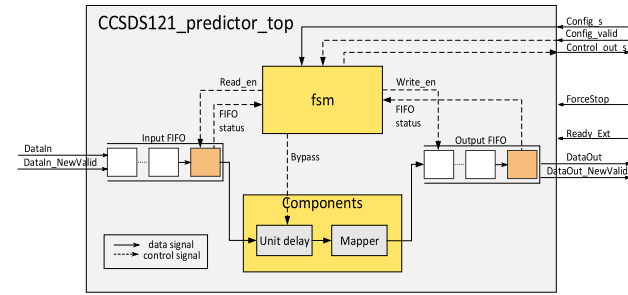 CCSDS121_predictor_top
Config_s
Config_valid
Control_out_s
Read_en
Write_en
fsm
FIFO
status
FIFO
status
ForceStop
Ready_Ext
Input FIFO
Output FIFO
DataIn
DataIn_NewValid
Bypass
DataOut
DataOut_NewValid
Components
Unit delay
Mapper
data signal
control signal